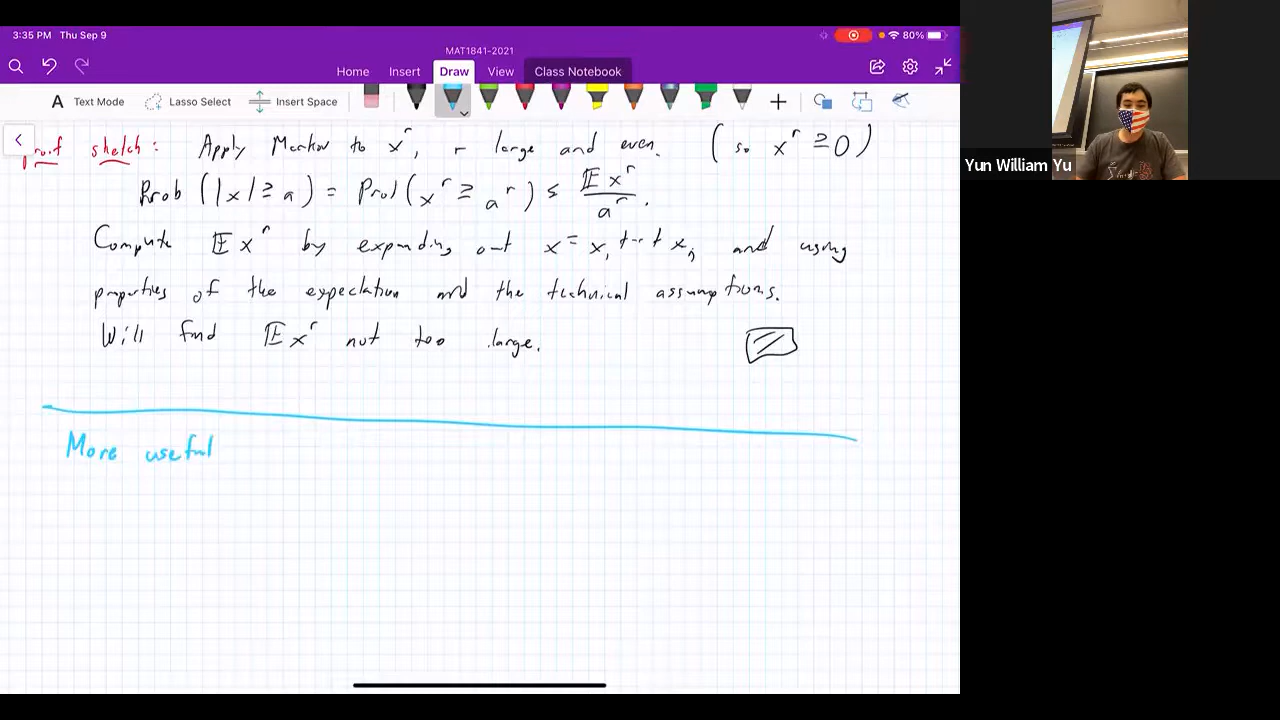 3:35 PM Thu Sep 9
80%
MAT1841-2021
Home Insert Draw View Class Notebook
A Text Mode Lasso Select Insert Space
proof sketch: Apply Markov to x^r, r large and even. (so x^r ≥ 0)
Prob (|x| ≥ a) = Prob (x^r ≥ a^r) ≤ 𝔼x^r / a^r.
Compute 𝔼x^r by expanding out x = x_1 + ... + x_n and using
properties of the expectation and the technical assumptions.
Will find 𝔼x^r not too large.
More useful
Yun William Yu